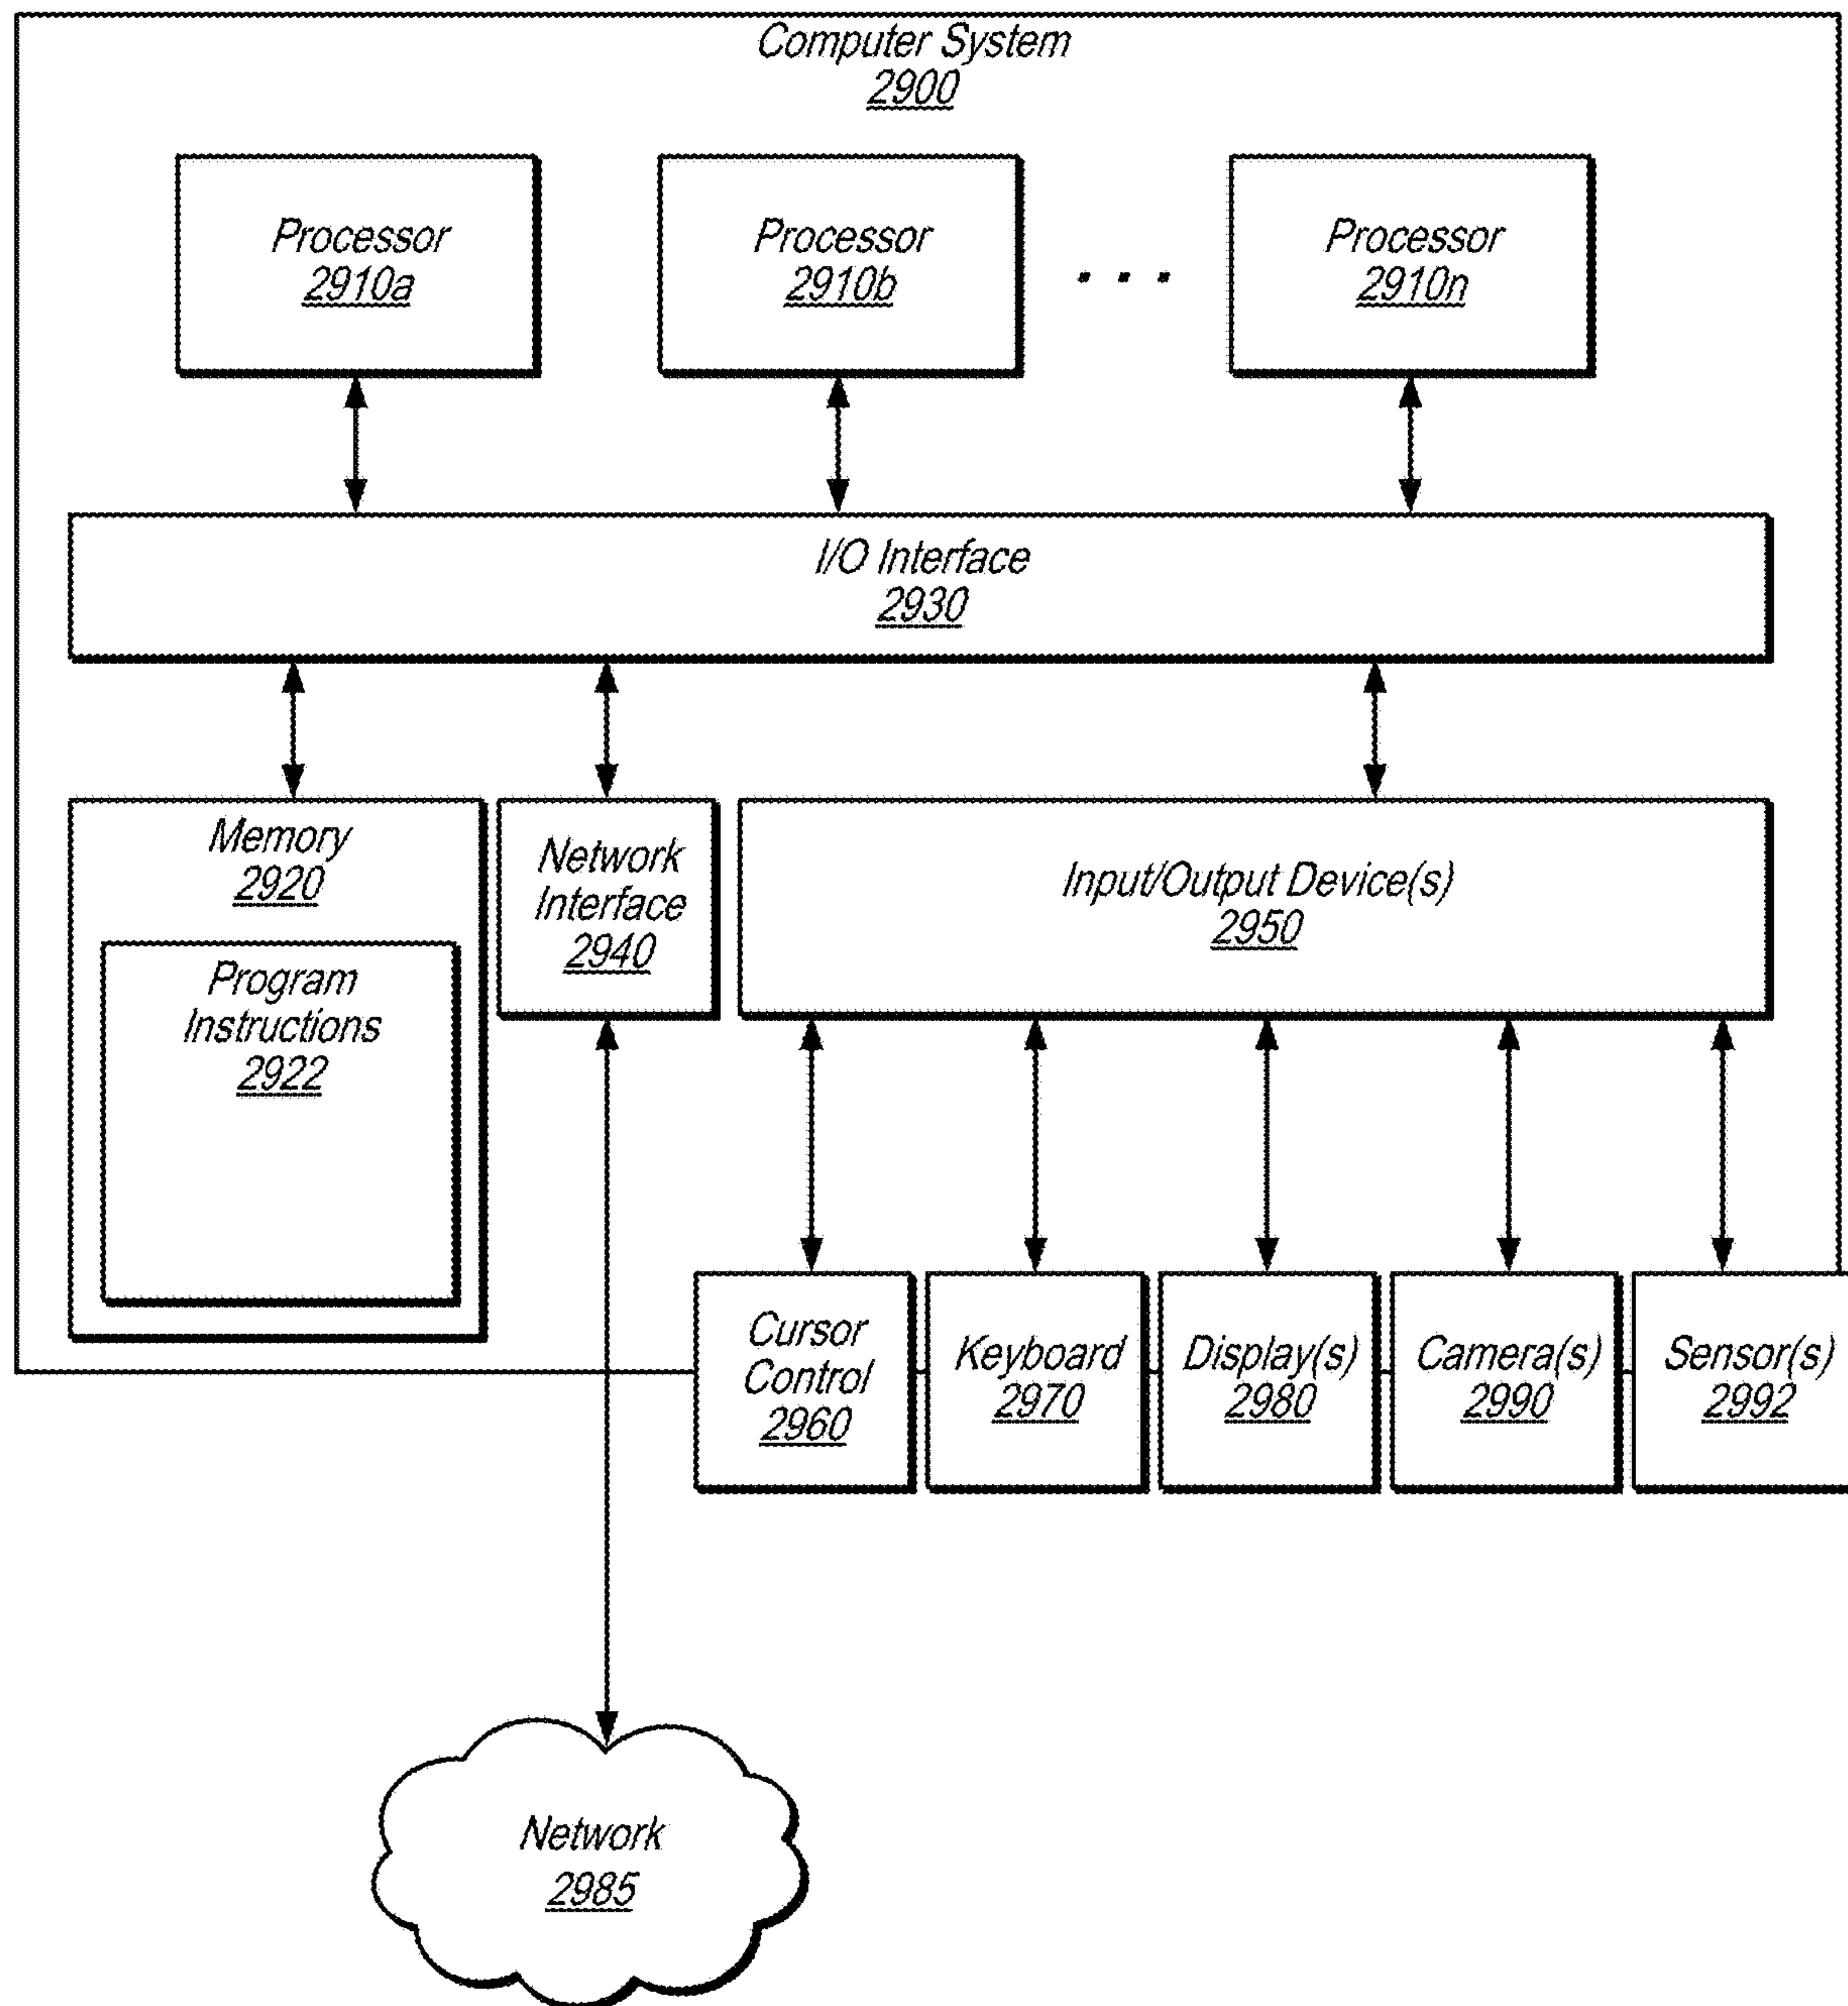 Computer System
2900
Processor
2910a
Processor
2910b
. . .
Processor
2910n
I/O Interface
2930
Memory
2920
Program
Instructions
2922
Network
Interface
2940
Input/Output Device(s)
2950
Cursor
Control
2960
Keyboard
2970
Display(s)
2980
Camera(s)
2990
Sensor(s)
2992
Network
2985